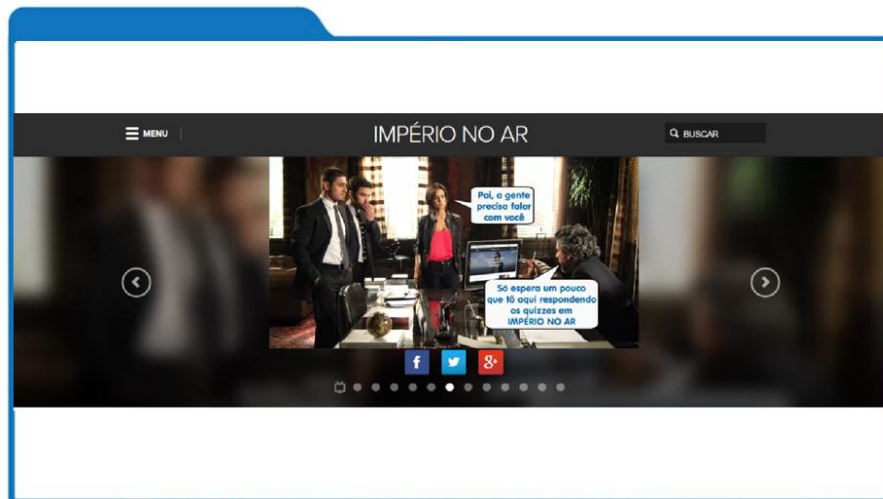 MENU
IMPÉRIO NO AR
BUSCAR
Pai, a gente
precisa falar
com você
Só espera um pouco
que tô aqui respondendo
os quizzes em
IMPÉRIO NO AR
f
g+